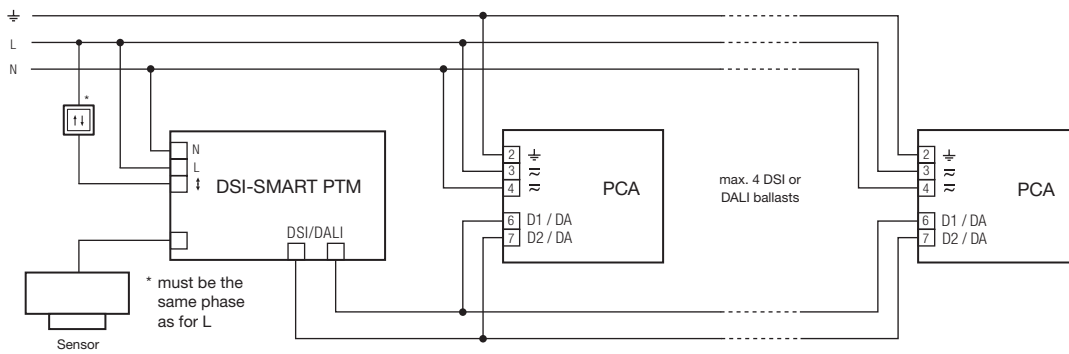 L
N
*
N
L
DSI-SMART PTM
DSI/DALI
* must be the
same phase
as for L
Sensor
2
3
4
PCA
6 D1 / DA
7 D2 / DA
max. 4 DSI or
DALI ballasts
2
3
4
PCA
6 D1 / DA
7 D2 / DA